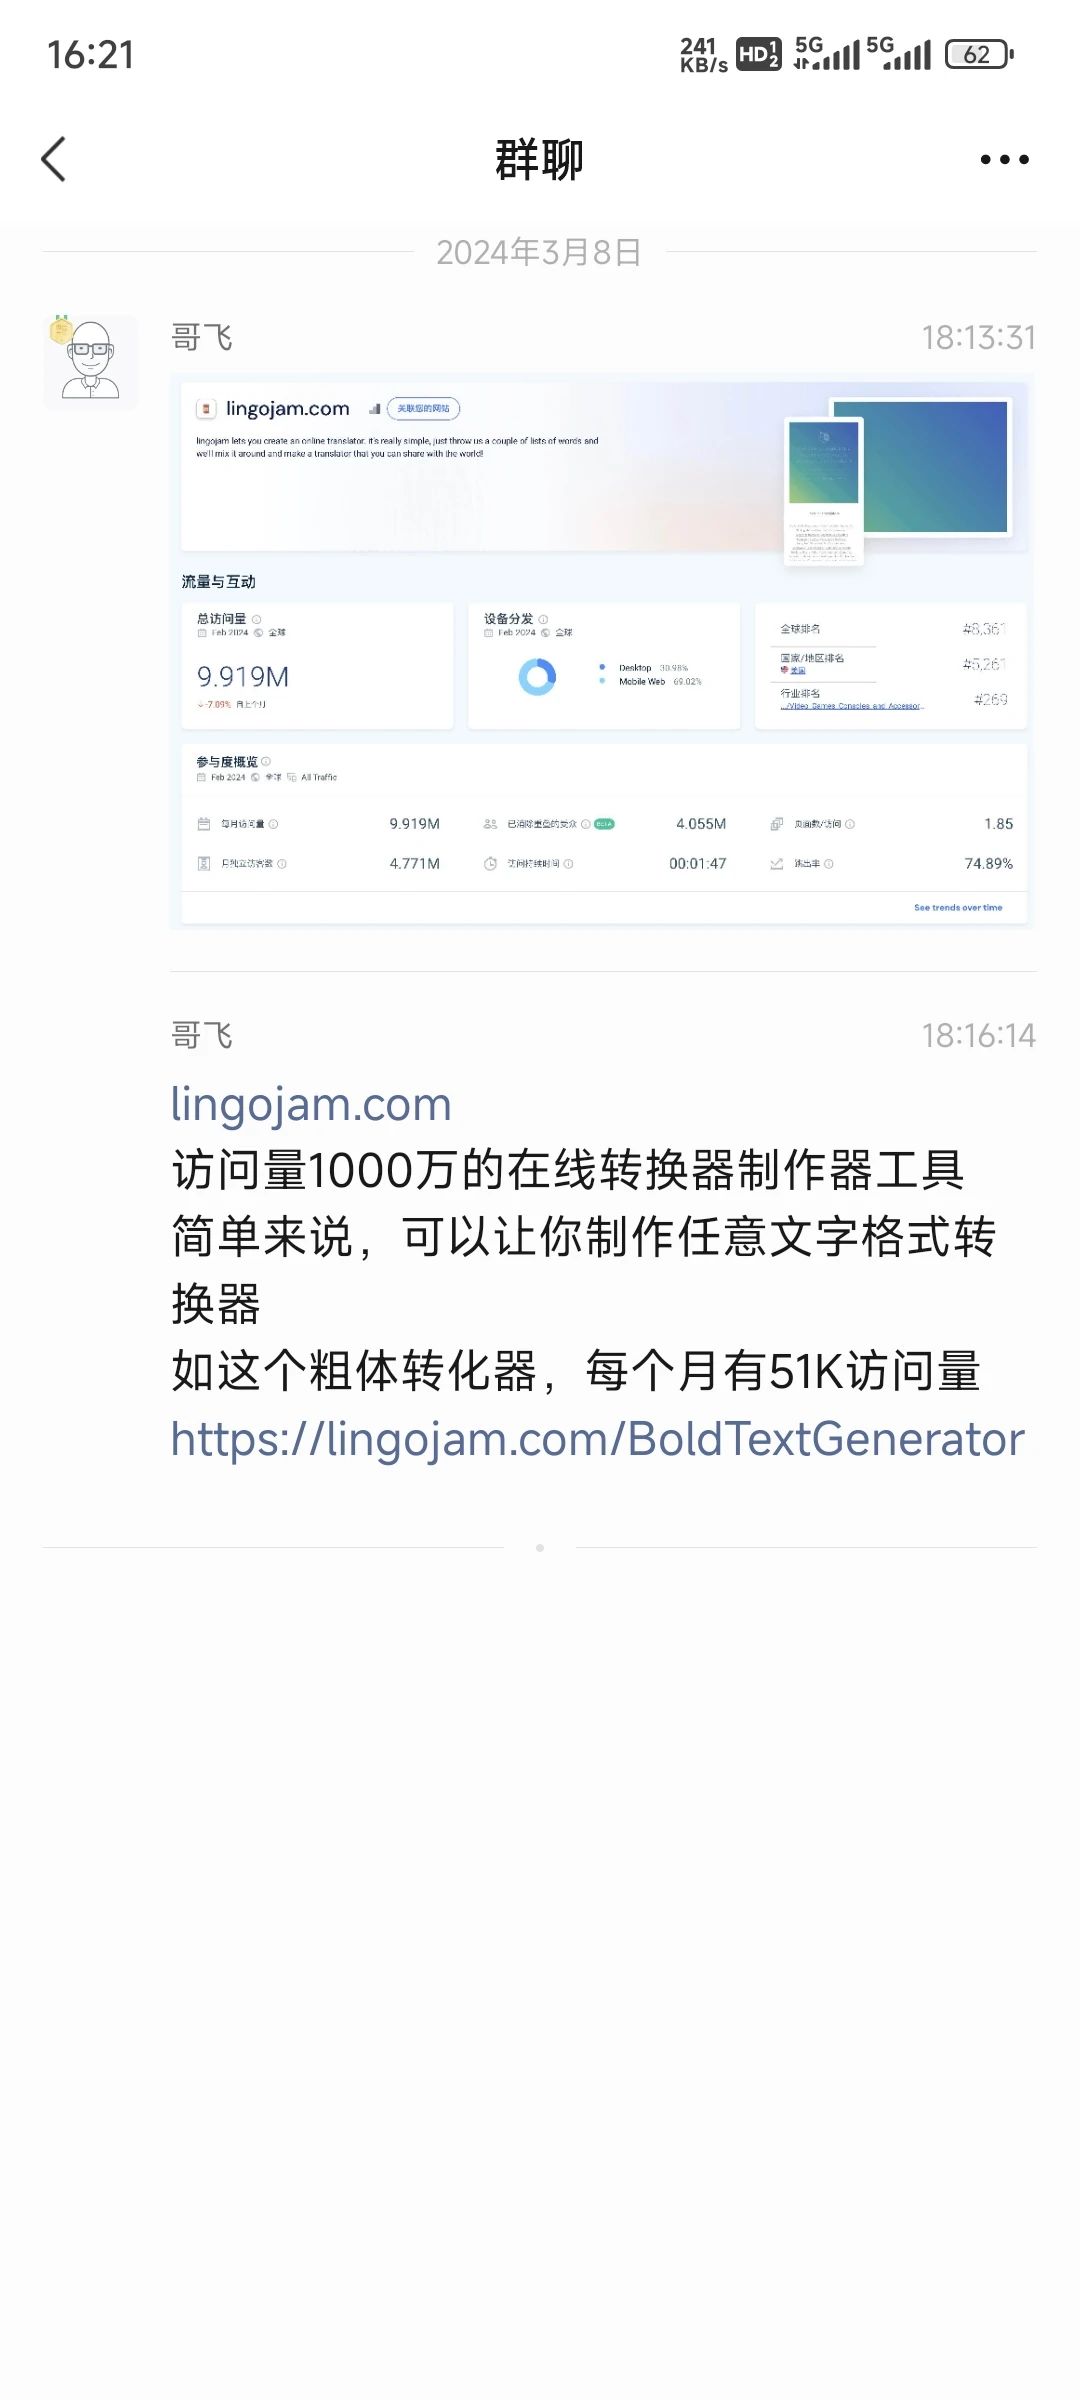 16:21
241 KB/s HD 1 2 5G 5G 62
群聊
2024年3月8日
哥飞 18:13:31
lingojam.com 关联您的网站
lingojam lets you create an online translator. It's really simple, just throw us a couple of lists of words and
we'll mix it around and make a translator that you can share with the world!
流量与互动
总访问量
Feb 2024 全球
9.919M
-7.09% 自上个月
设备分发
Feb 2024 全球
Desktop 30.98%
Mobile Web 69.02%
全球排名 #8,361
国家/地区排名 #5,261
美国
行业排名 #269
.../Video Games Consoles and Accessor...
参与度概览
Feb 2024 全球 All Traffic
每月访问量 9.919M
已消除重叠的受众 BETA 4.055M
页面数/访问 1.85
月独立访客数 4.771M
访问持续时间 00:01:47
跳出率 74.89%
See trends over time
哥飞 18:16:14
lingojam.com
访问量1000万的在线转换器制作器工具
简单来说，可以让你制作任意文字格式转
换器
如这个粗体转化器，每个月有51K访问量
https://lingojam.com/BoldTextGenerator